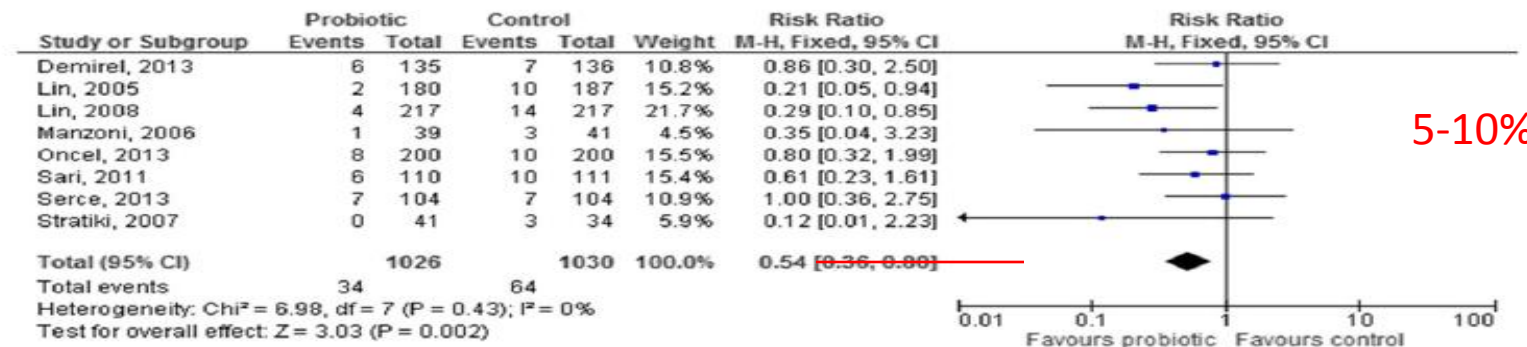 Probiotic Control Risk Ratio Risk Ratio
Study or Subgroup Events Total Events Total Weight M-H, Fixed, 95% CI M-H, Fixed, 95% CI
Demirel, 2013 6 135 7 136 10.8% 0.86 [0.30, 2.50]
Lin, 2005 2 180 10 187 15.2% 0.21 [0.05, 0.94]
Lin, 2008 4 217 14 217 21.7% 0.29 [0.10, 0.85]
Manzoni, 2006 1 39 3 41 4.5% 0.35 [0.04, 3.23]
5-10%
Oncel, 2013 8 200 10 200 15.5% 0.80 [0.32, 1.99]
Sari, 2011 6 110 10 111 15.4% 0.61 [0.23, 1.61]
Serce, 2013 7 104 7 104 10.9% 1.00 [0.36, 2.75]
Stratiki, 2007 0 41 3 34 5.9% 0.12 [0.01, 2.23]
Total (95% CI) 1026 1030 100.0% 0.54 [0.36, 0.80]
Total events 34 64
Heterogeneity: Chi² = 6.98, df = 7 (P = 0.43); I² = 0%
Test for overall effect: Z = 3.03 (P = 0.002)
0.01 0.1 1 10 100
Favours probiotic Favours control